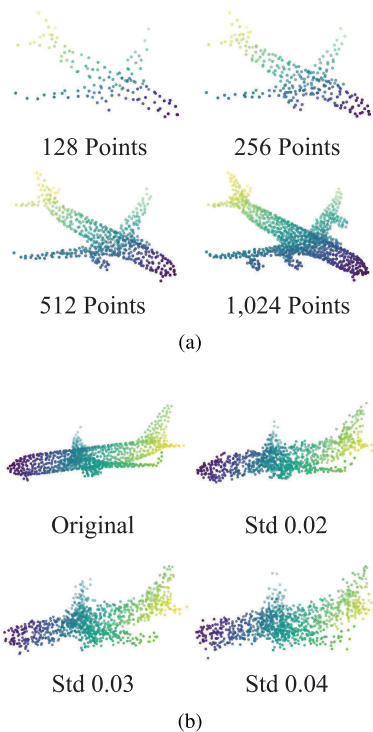 128 Points
256 Points
512 Points
1,024 Points
(a)
Original
Std 0.02
Std 0.03
Std 0.04
(b)